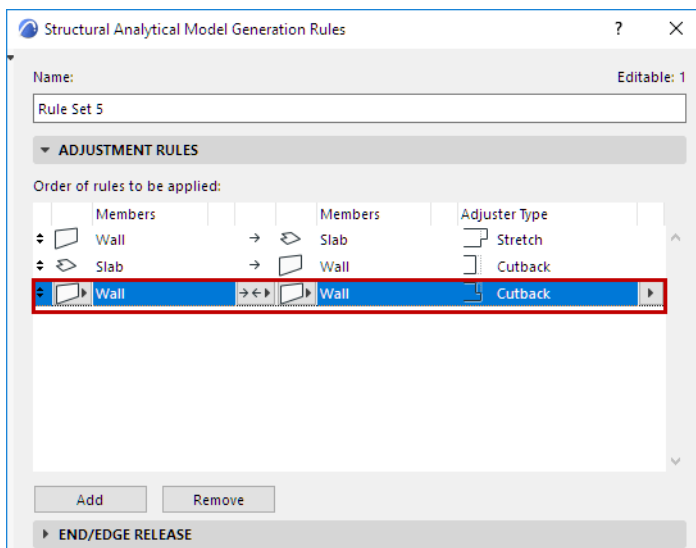 Structural Analytical Model Generation Rules ? ×
Name: Editable: 1
Rule Set 5
ADJUSTMENT RULES
Order of rules to be applied:
Members Members Adjuster Type
Wall → Slab Stretch
Slab → Wall Cutback
Wall →← Wall Cutback
Add Remove
END/EDGE RELEASE